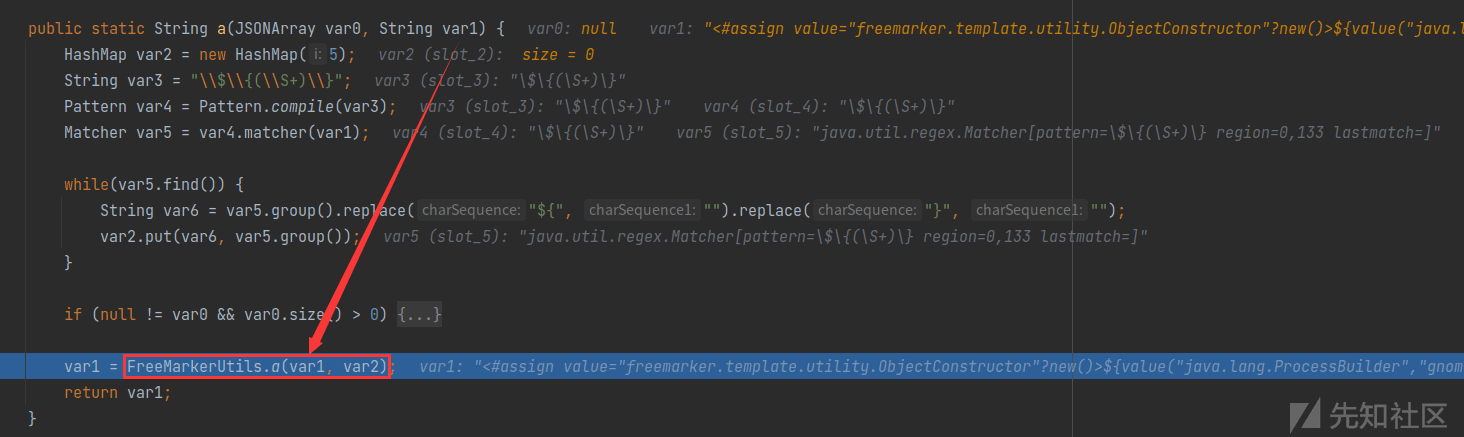 public static String a(JSONArray var0, String var1) { var0: null var1: "<#assign value="freemarker.template.utility.ObjectConstructor"?new()>${value("java.l
HashMap var2 = new HashMap( i: 5); var2 (slot_2): size = 0
String var3 = "\\$\\{(\\S+)\\}"; var3 (slot_3): "\$\{(\S+)\}"
Pattern var4 = Pattern.compile(var3); var3 (slot_3): "\$\{(\S+)\}" var4 (slot_4): "\$\{(\S+)\}"
Matcher var5 = var4.matcher(var1); var4 (slot_4): "\$\{(\S+)\}" var5 (slot_5): "java.util.regex.Matcher[pattern=\$\{(\S+)\} region=0,133 lastmatch=]"
while(var5.find()) {
String var6 = var5.group().replace( charSequence: "${", charSequence1: "").replace( charSequence: "}", charSequence1: "");
var2.put(var6, var5.group()); var5 (slot_5): "java.util.regex.Matcher[pattern=\$\{(\S+)\} region=0,133 lastmatch=]"
}
if (null != var0 && var0.size() > 0) {...}
var1 = FreeMarkerUtils.a(var1, var2); var1: "<#assign value="freemarker.template.utility.ObjectConstructor"?new()>${value("java.lang.ProcessBuilder","gnom
return var1;
}
先知社区